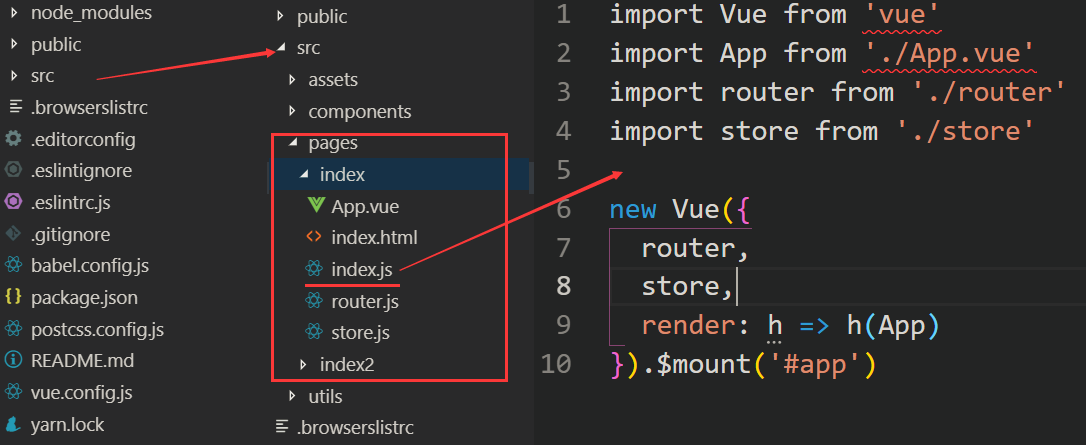 node_modules
public
src
.browserslistrc
.editorconfig
.eslintignore
.eslintrc.js
.gitignore
babel.config.js
package.json
postcss.config.js
README.md
vue.config.js
yarn.lock
public
src
assets
components
pages
index
App.vue
index.html
index.js
router.js
store.js
index2
utils
.browserslistrc
1 import Vue from 'vue'
2 import App from './App.vue'
3 import router from './router'
4 import store from './store'
5
6 new Vue({
7 router,
8 store,
9 render: h => h(App)
10 }).$mount('#app')